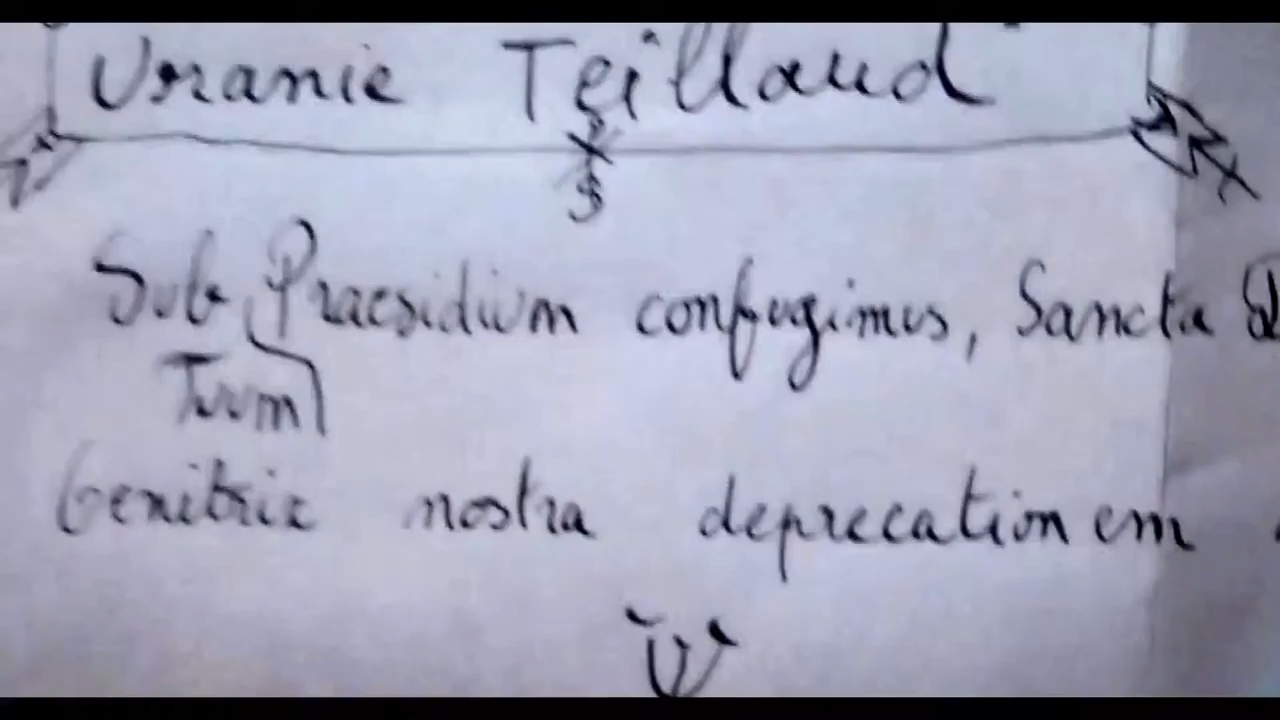 Uranie Teillaud
Sub Praesidium confugimus, Sancta D
Tuum
Genitrix nostra deprecationem